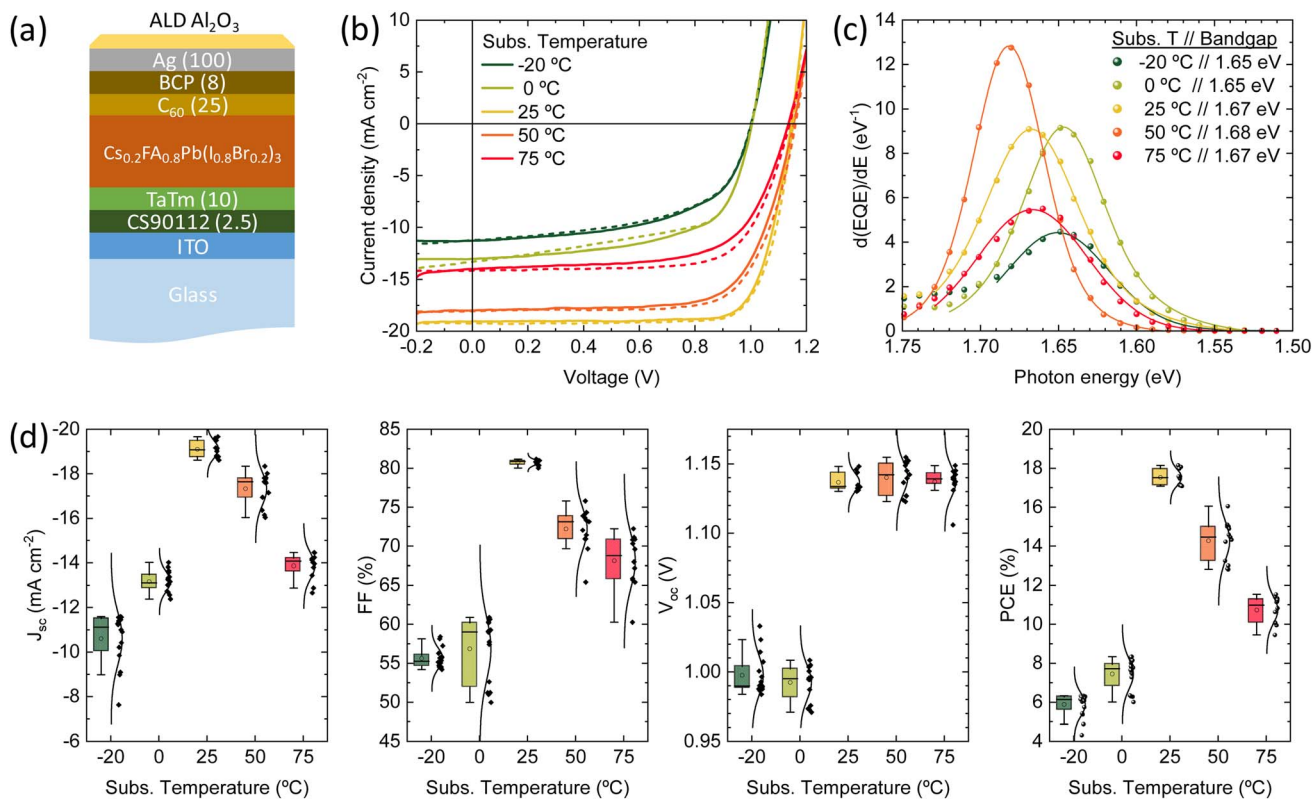 (a)
ALD Al₂O₃
Ag (100)
BCP (8)
C₆₀ (25)
Cs₀.₂FA₀.₈Pb(I₀.₈Br₀.₂)₃
TaTm (10)
CS90112 (2.5)
ITO
Glass
(b)
Subs. Temperature
-20 ºC
0 ºC
25 ºC
50 ºC
75 ºC
10
5
0
-5
-10
-15
-20
Current density (mA cm⁻²)
-0.2 0.0 0.2 0.4 0.6 0.8 1.0 1.2
Voltage (V)
(c)
Subs. T // Bandgap
-20 ºC // 1.65 eV
0 ºC // 1.65 eV
25 ºC // 1.67 eV
50 ºC // 1.68 eV
75 ºC // 1.67 eV
14
12
10
8
6
4
2
0
d(EQE)/dE (eV⁻¹)
1.75 1.70 1.65 1.60 1.55 1.50
Photon energy (eV)
(d)
-20
-18
-16
-14
-12
-10
-8
-6
J_sc (mA cm⁻²)
-20 0 25 50 75
Subs. Temperature (ºC)
85
80
75
70
65
60
55
50
45
FF (%)
-20 0 25 50 75
Subs. Temperature (ºC)
1.15
1.10
1.05
1.00
0.95
V_oc (V)
-20 0 25 50 75
Subs. Temperature (ºC)
20
18
16
14
12
10
8
6
4
PCE (%)
-20 0 25 50 75
Subs. Temperature (ºC)